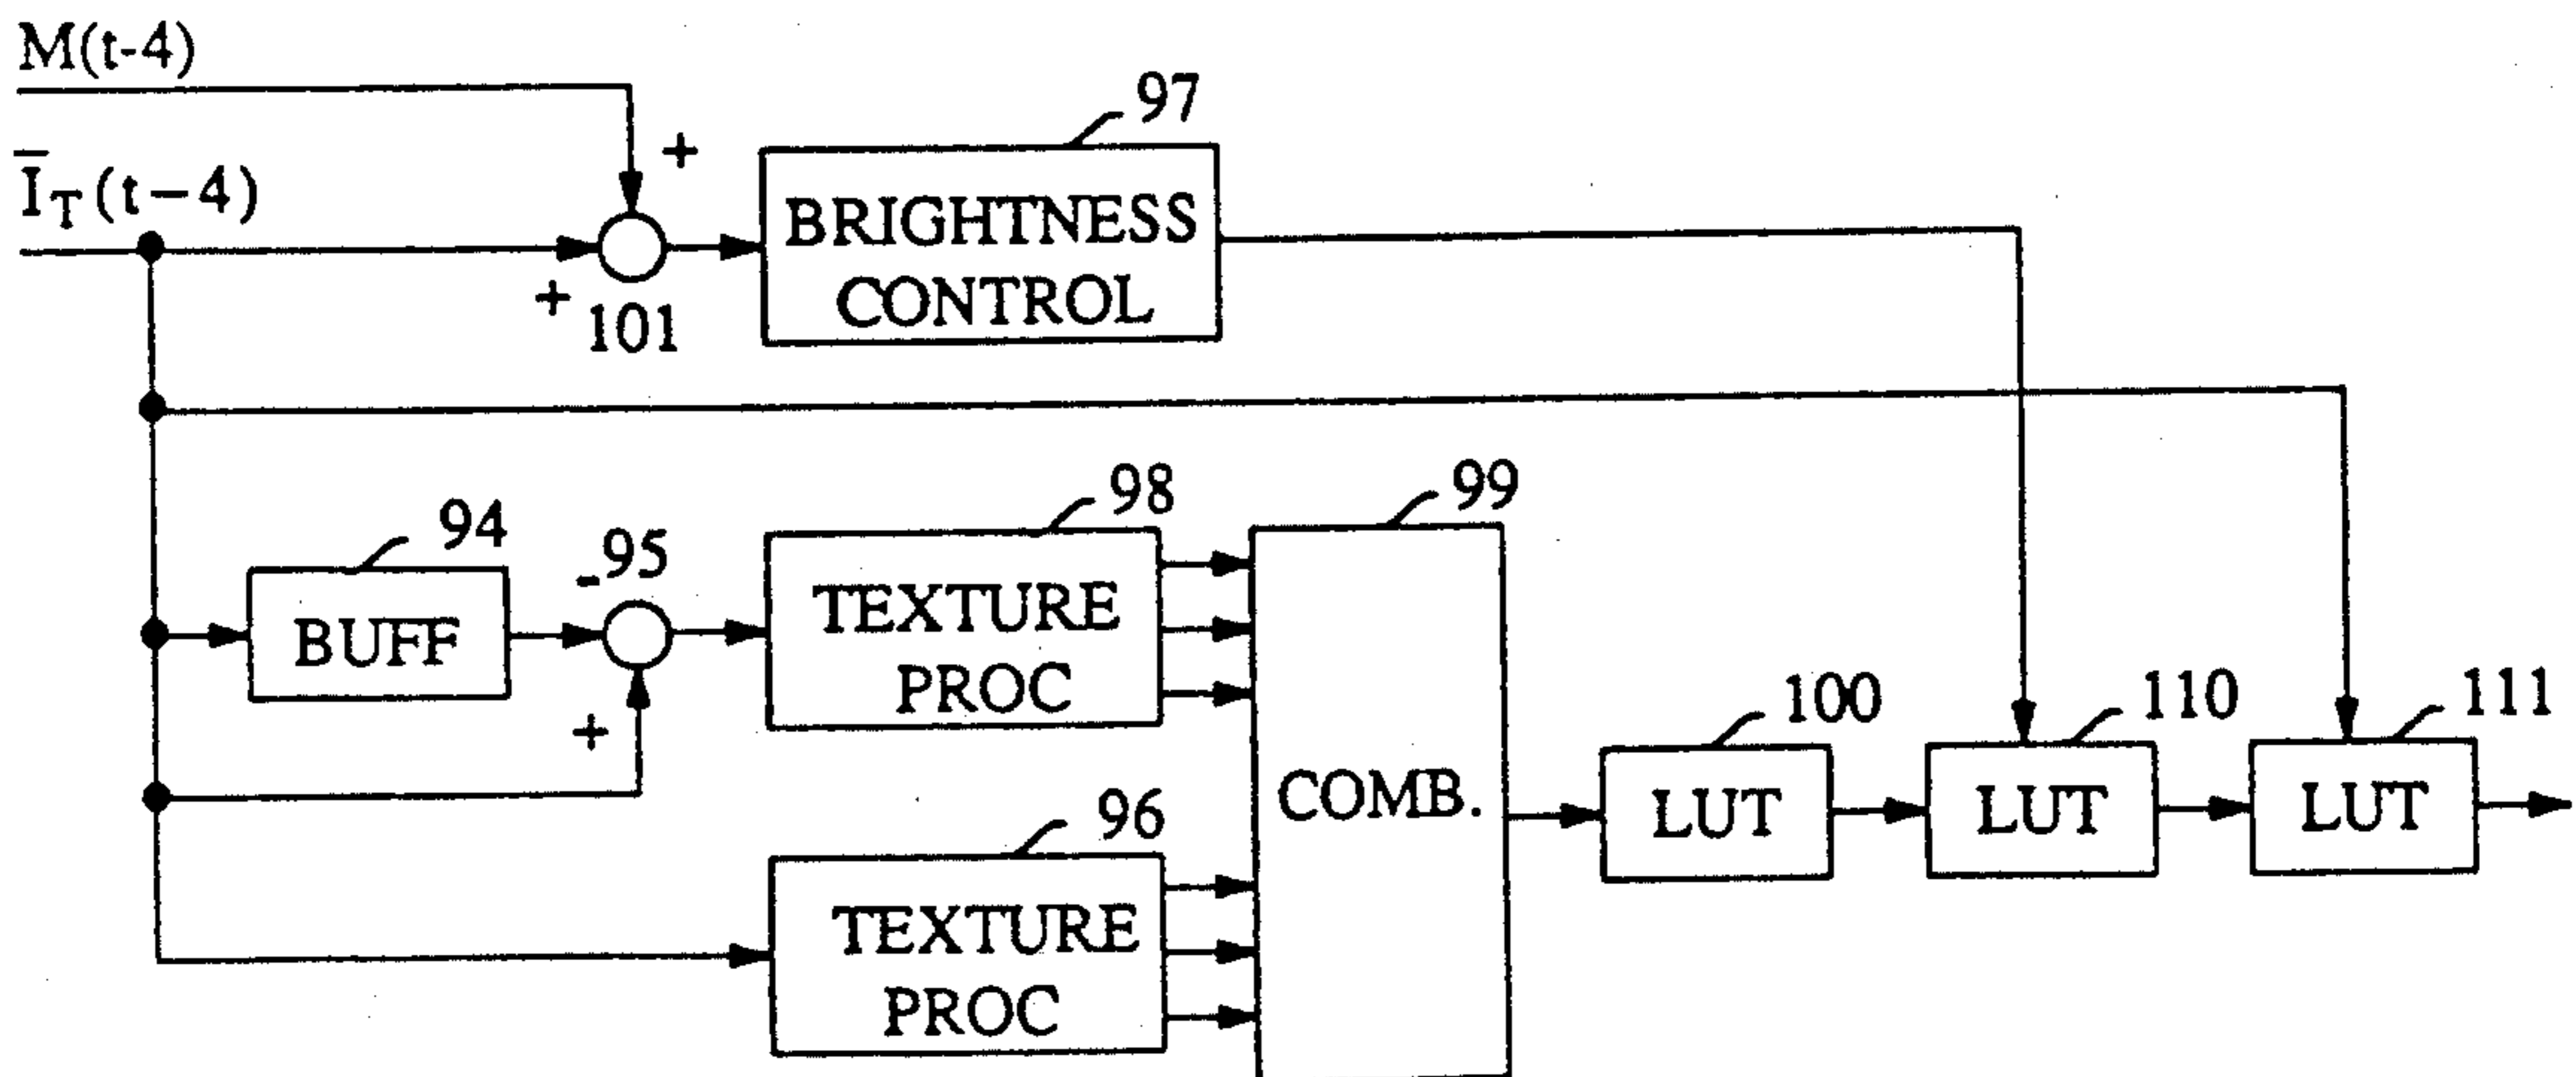 M(t-4)
97
+
I̅T(t-4)
BRIGHTNESS
CONTROL
+
101
98
99
94
-95
TEXTURE
PROC
BUFF
100
110
111
+
COMB.
LUT
LUT
LUT
96
TEXTURE
PROC